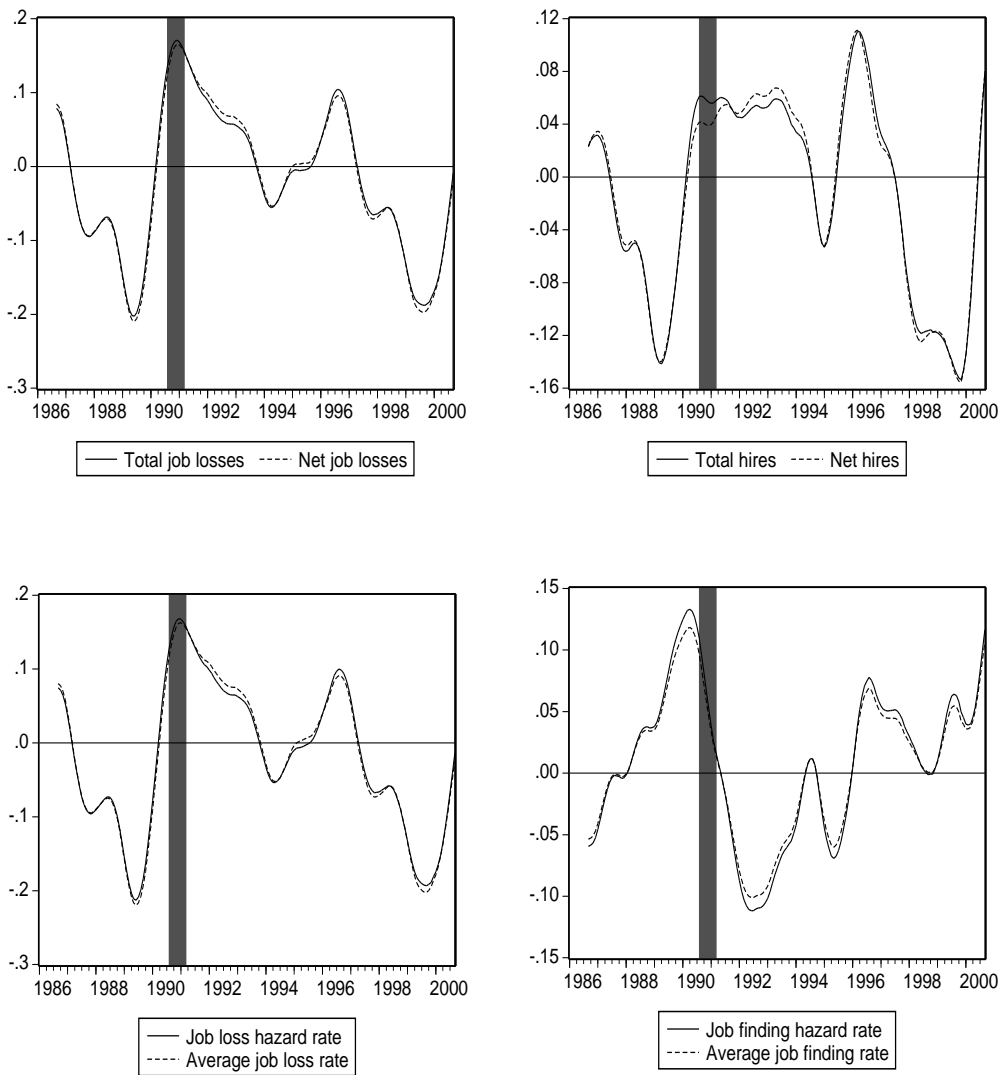 .2
.1
.0
-.1
-.2
-.3
1986 1988 1990 1992 1994 1996 1998 2000
Total job losses Net job losses
.12
.08
.04
.00
-.04
-.08
-.12
-.16
1986 1988 1990 1992 1994 1996 1998 2000
Total hires Net hires
.2
.1
.0
-.1
-.2
-.3
1986 1988 1990 1992 1994 1996 1998 2000
Job loss hazard rate
Average job loss rate
.15
.10
.05
.00
-.05
-.10
-.15
1986 1988 1990 1992 1994 1996 1998 2000
Job finding hazard rate
Average job finding rate